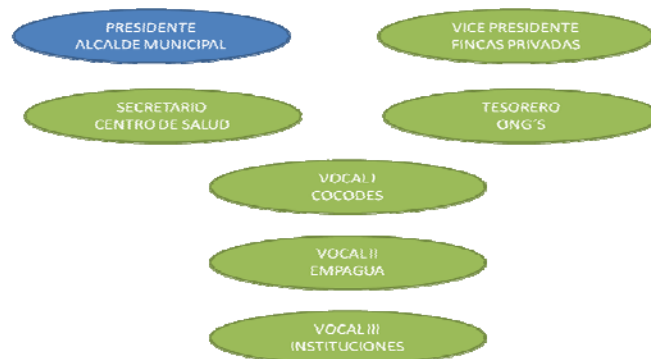 PRESIDENTE
ALCALDE MUNICIPAL
VICE PRESIDENTE
FINCAS PRIVADAS
SECRETARIO
CENTRO DE SALUD
TESORERO
ONG´S
VOCAL I
COCODES
VOCAL II
EMPAGUA
VOCAL III
INSTITUCIONES